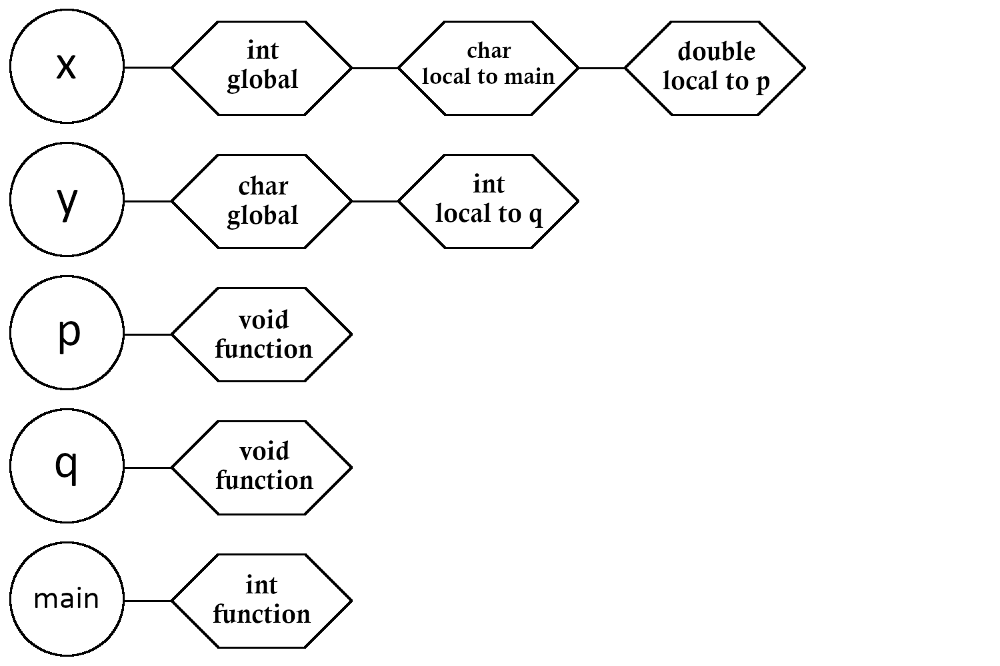 x
int
global
char
local to main
double
local to p
y
char
global
int
local to q
p
void
function
q
void
function
main
int
function